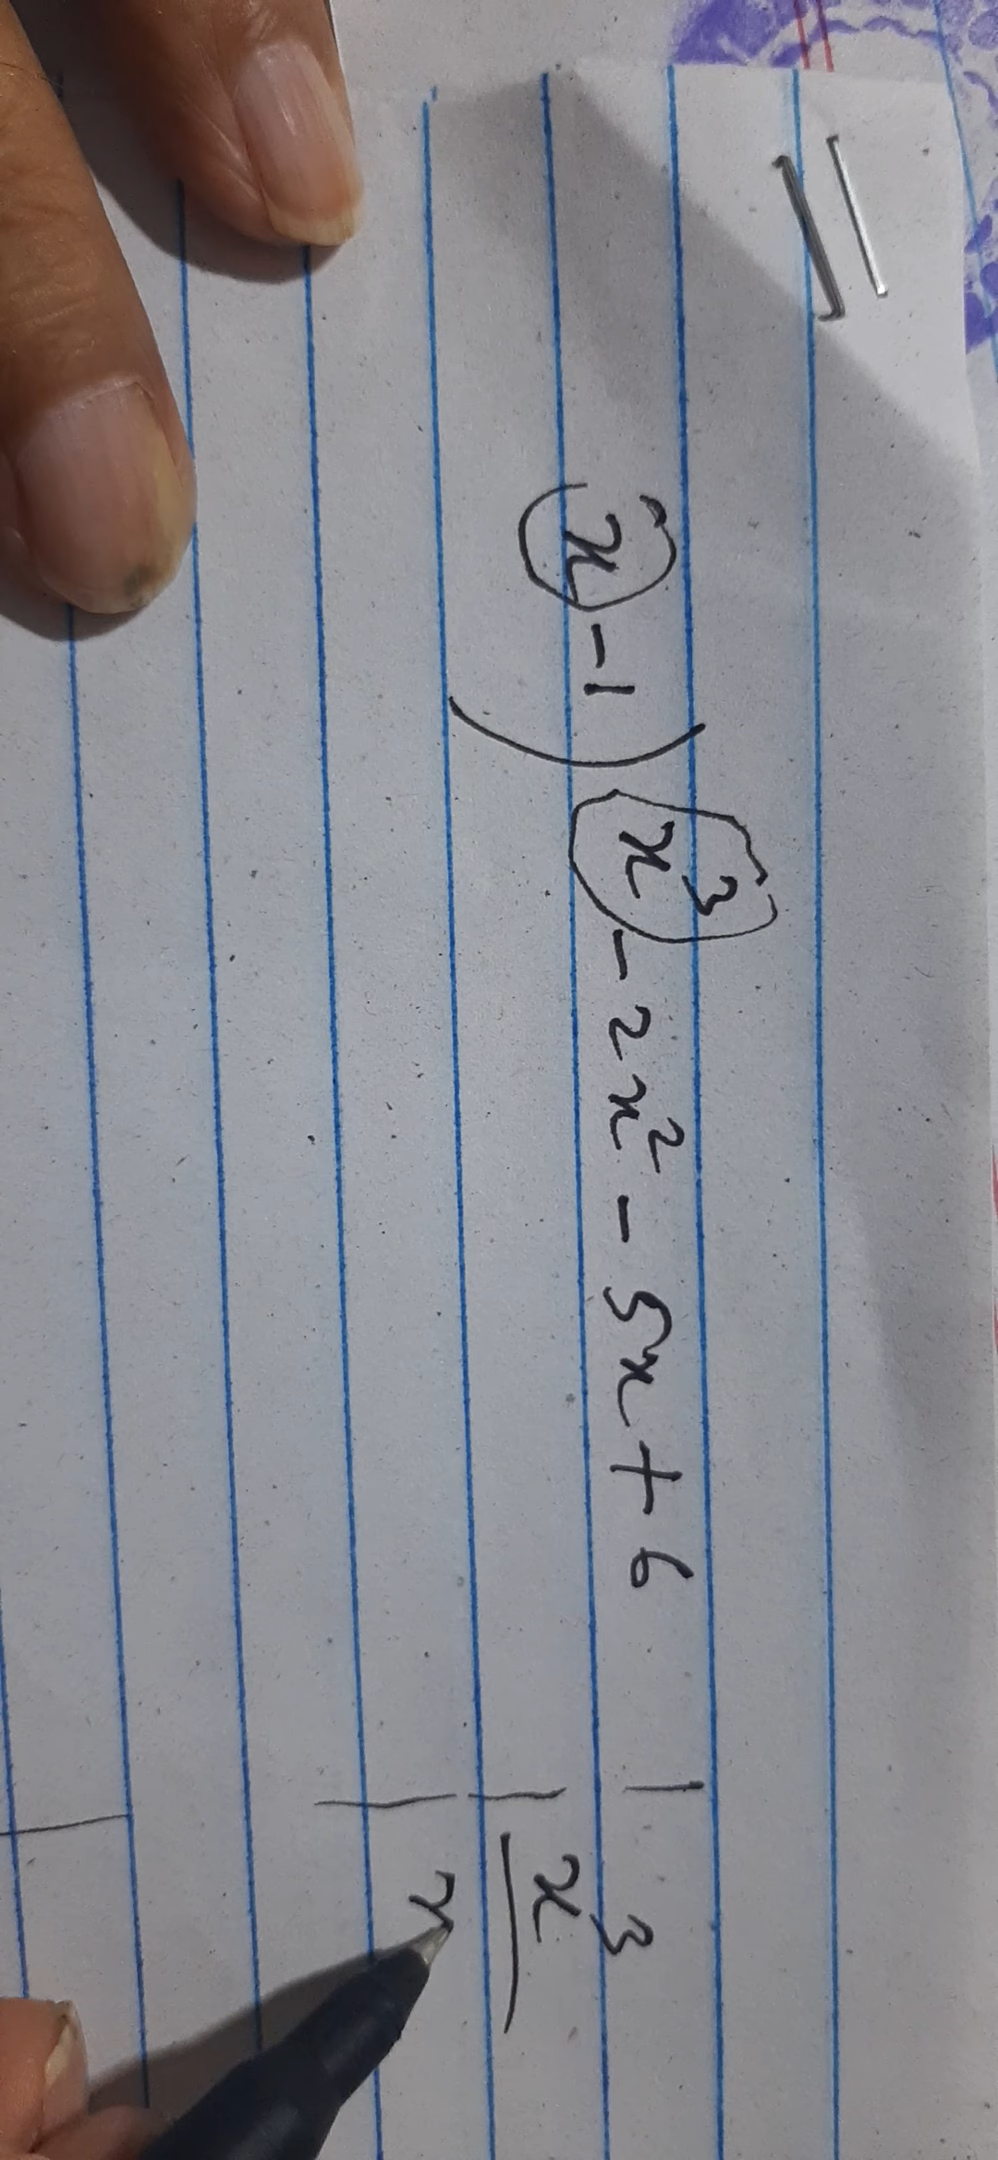 x - 1 ) x³ - 2x² - 5x + 6 | x³
x